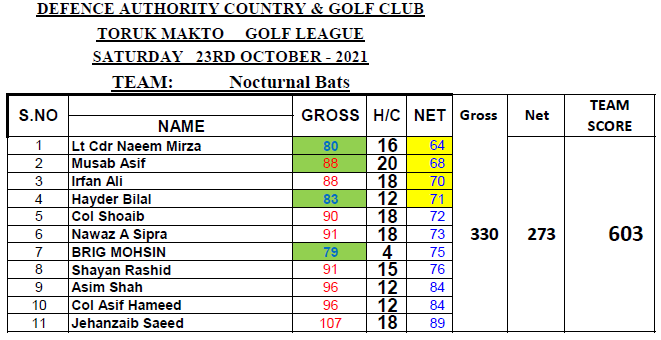 DEFENCE AUTHORITY COUNTRY & GOLF CLUB
TORUK MAKTO GOLF LEAGUE
SATURDAY 23RD OCTOBER - 2021
TEAM: Nocturnal Bats
S.NO NAME GROSS H/C NET Gross Net TEAM SCORE
1 Lt Cdr Naeem Mirza 80 16 64
2 Musab Asif 88 20 68
3 Irfan Ali 88 18 70
4 Hayder Bilal 83 12 71
5 Col Shoaib 90 18 72
6 Nawaz A Sipra 91 18 73 330 273 603
7 BRIG MOHSIN 79 4 75
8 Shayan Rashid 91 15 76
9 Asim Shah 96 12 84
10 Col Asif Hameed 96 12 84
11 Jehanzaib Saeed 107 18 89